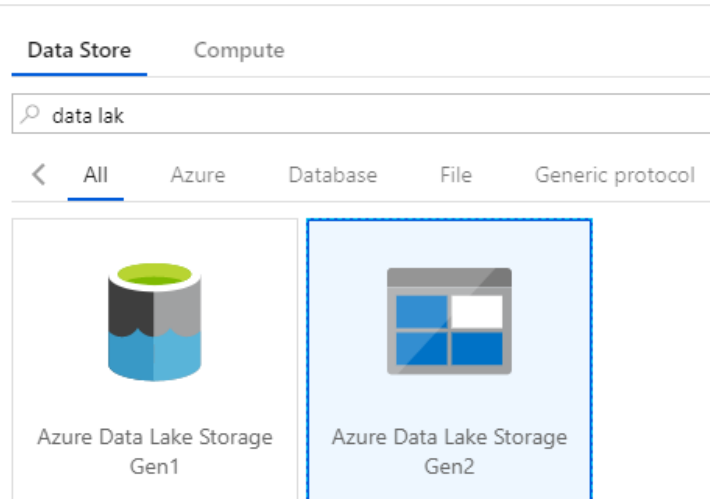 Data Store Compute
data lak
All Azure Database File Generic protocol
Azure Data Lake Storage
Gen1
Azure Data Lake Storage
Gen2